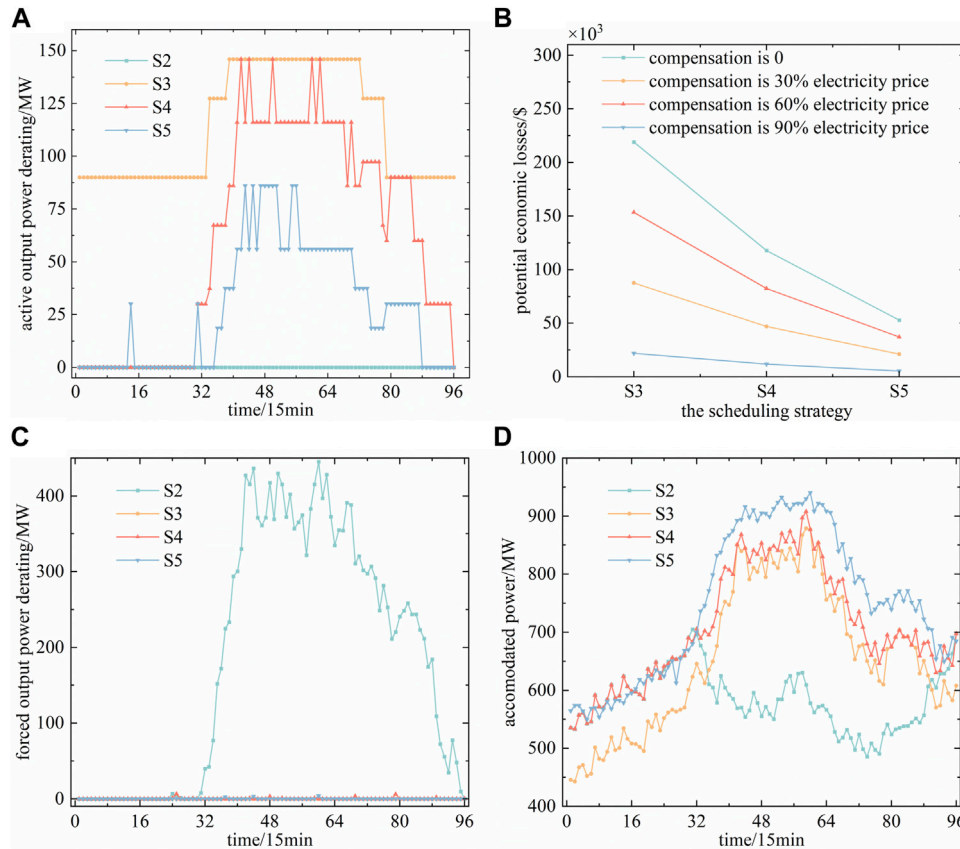 A
active output power derating/MW
150
125
100
75
50
25
0
S2
S3
S4
S5
0 16 32 48 64 80 96
time/15min
B
×10³
potential economic losses/$
300
250
200
150
100
50
0
compensation is 0
compensation is 30% electricity price
compensation is 60% electricity price
compensation is 90% electricity price
S3 S4 S5
the scheduling strategy
C
forced output power derating/MW
400
300
200
100
0
S2
S3
S4
S5
0 16 32 48 64 80 96
time/15min
D
accomodated power/MW
1000
900
800
700
600
500
400
S2
S3
S4
S5
0 16 32 48 64 80 96
time/15min